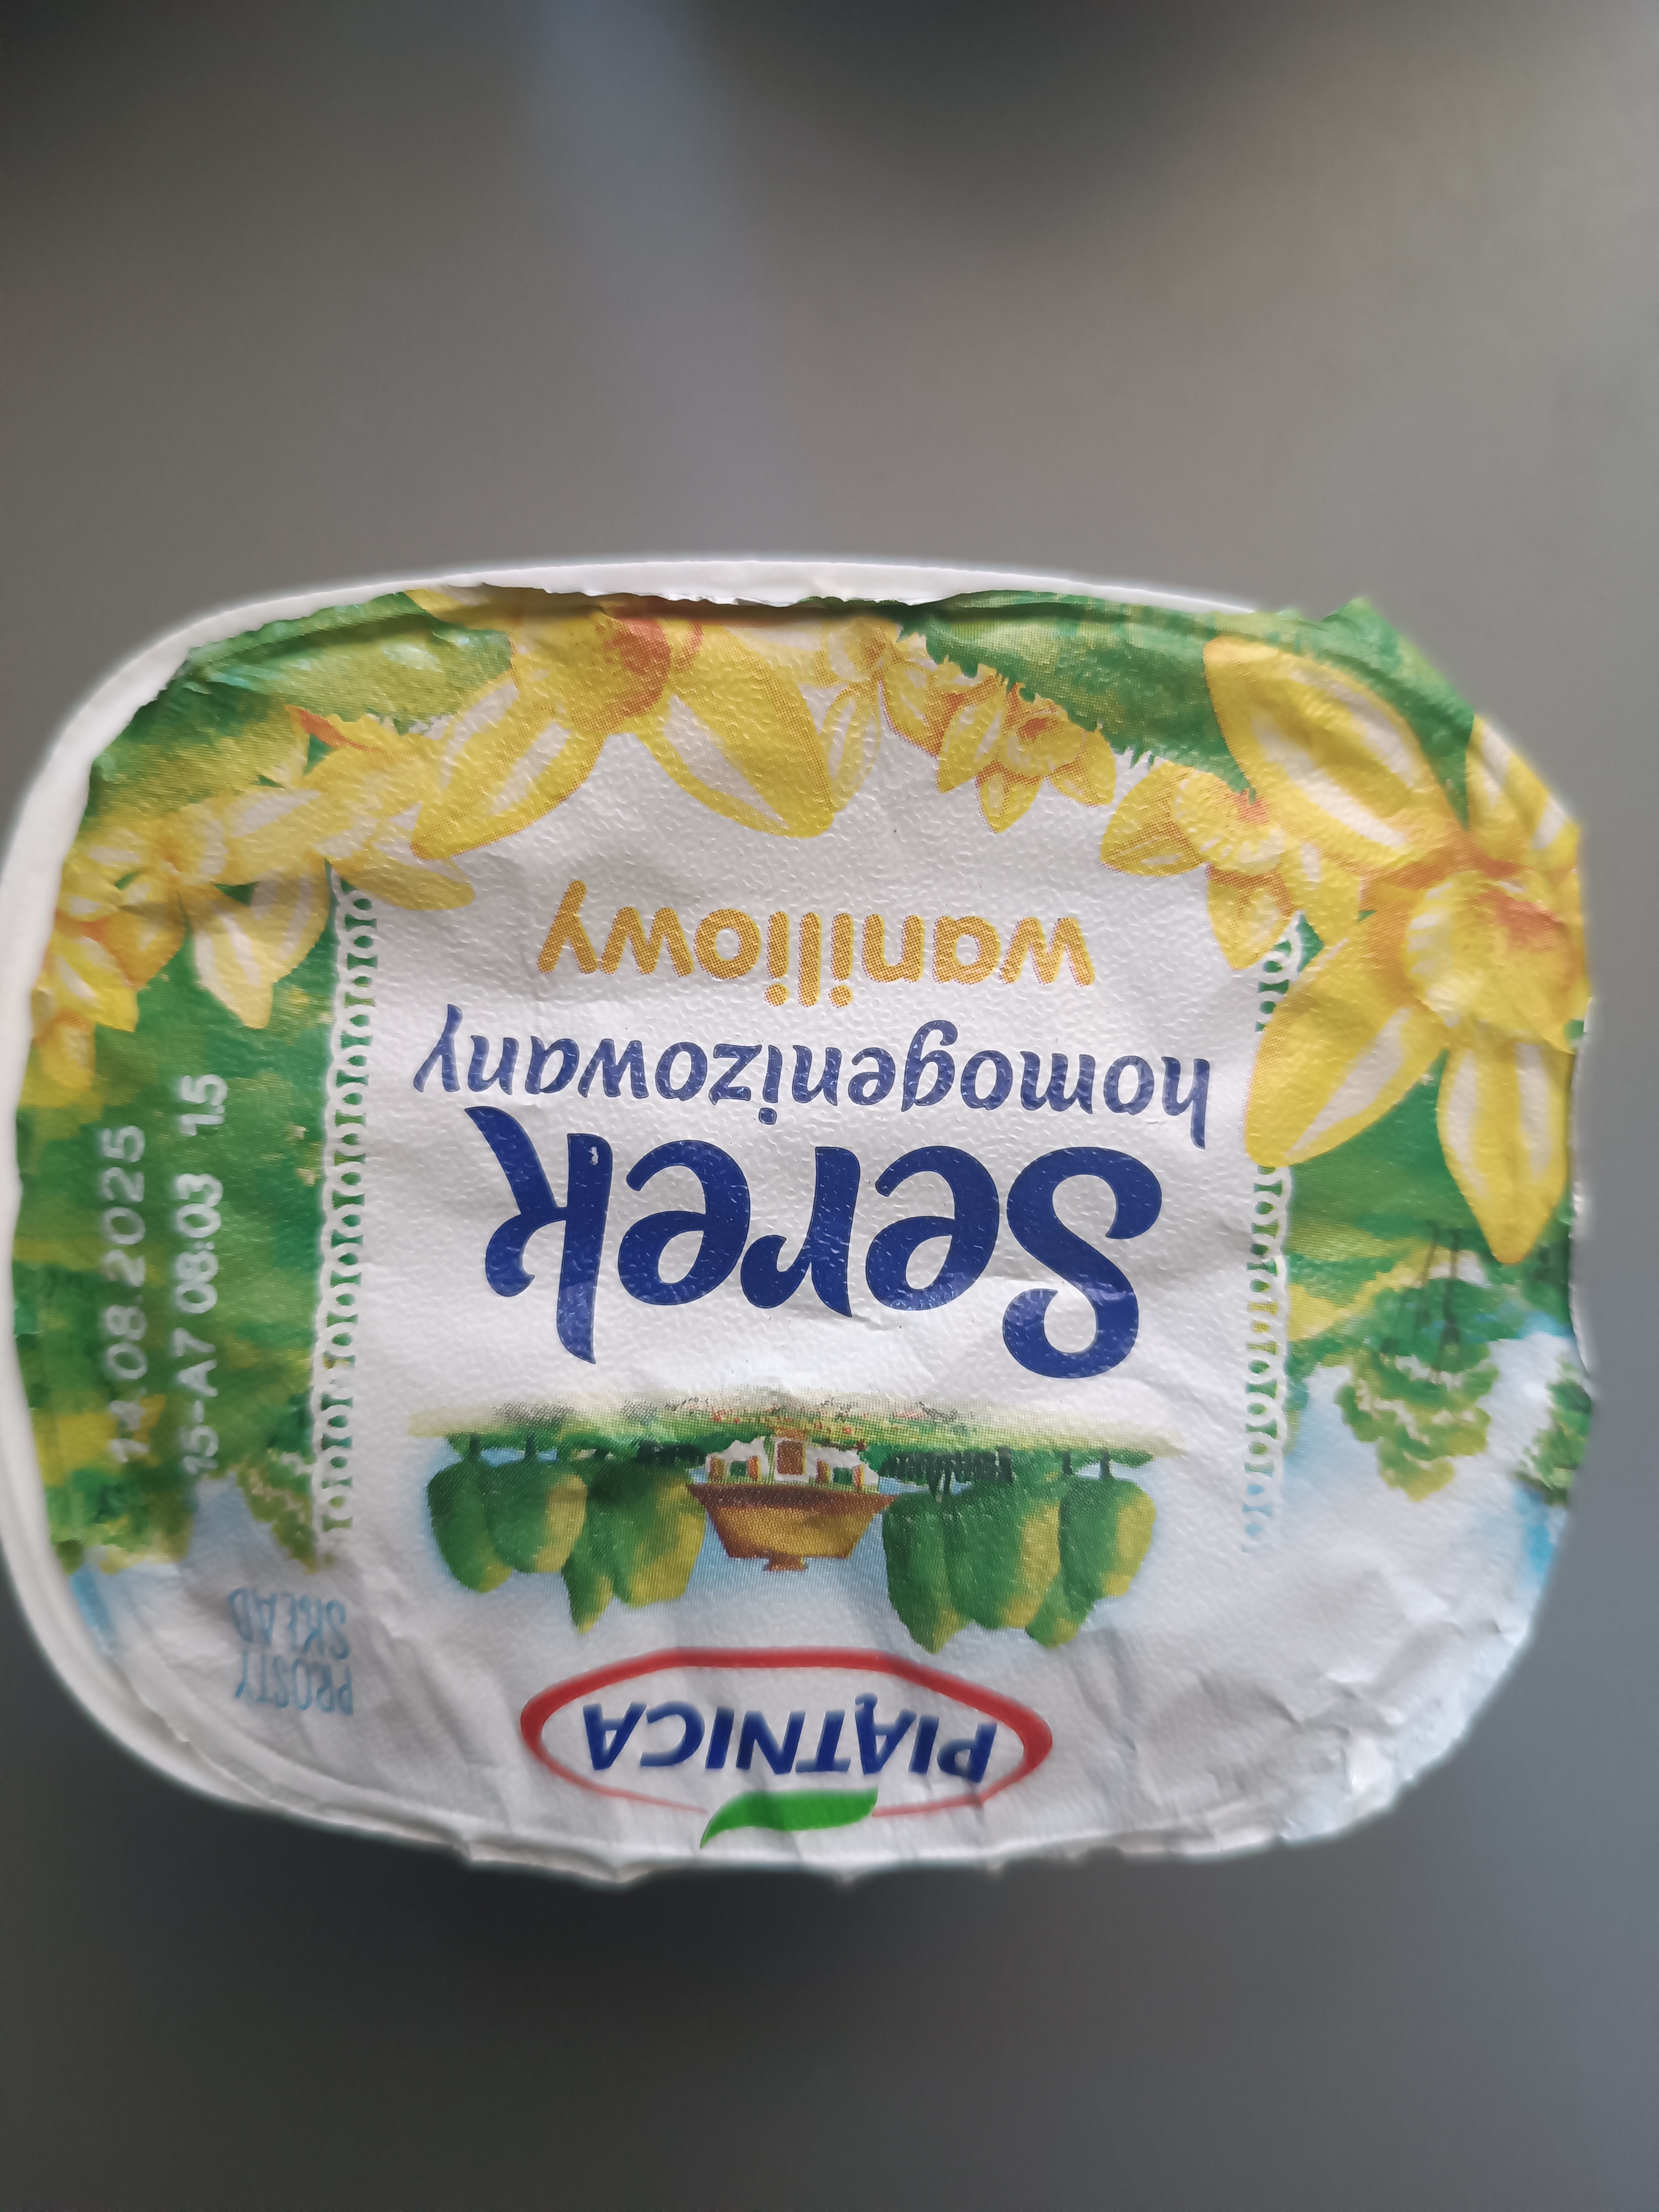 PIĄTNICA
PROSTY
SKŁAD
Serek
homogenizowany
waniliowy
14.08.2025
15-A7 08:03 15